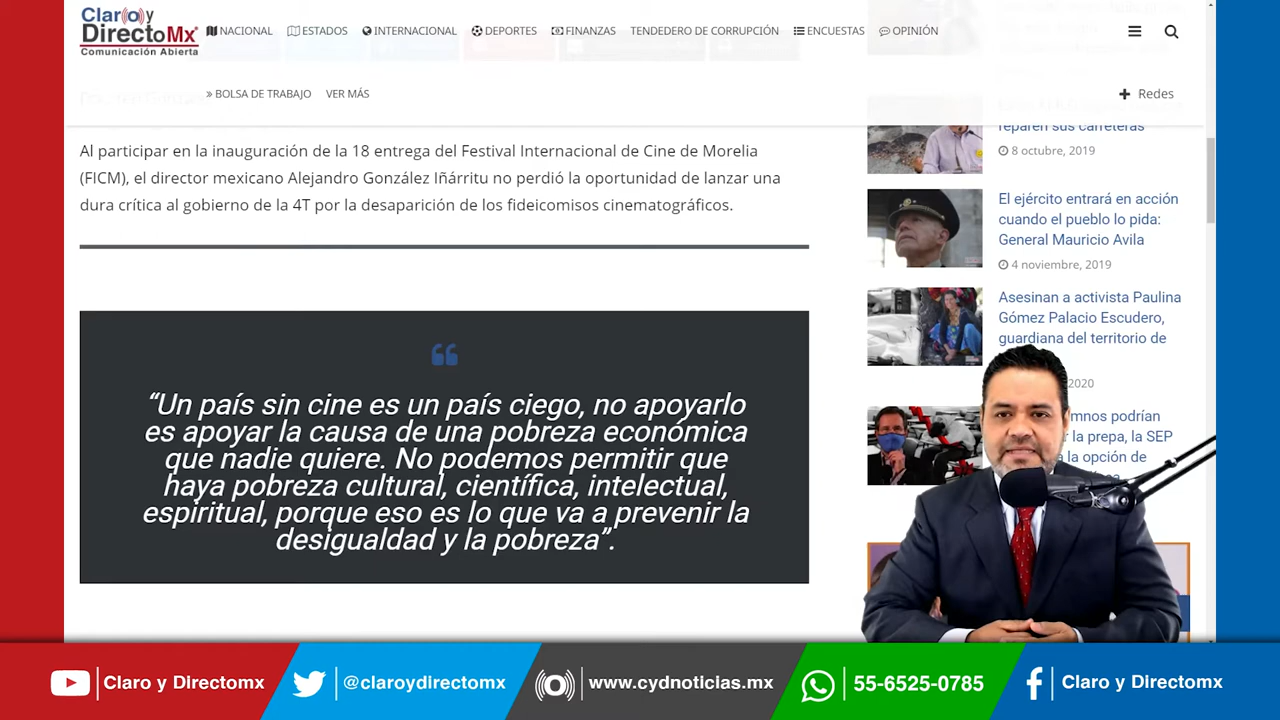 Claro y
DirectoMx
Comunicación Abierta
NACIONAL
ESTADOS
INTERNACIONAL
DEPORTES
FINANZAS
TENDEDERO DE CORRUPCIÓN
ENCUESTAS
OPINIÓN
» BOLSA DE TRABAJO
VER MÁS
Redes
Al participar en la inauguración de la 18 entrega del Festival Internacional de Cine de Morelia
(FICM), el director mexicano Alejandro González Iñárritu no perdió la oportunidad de lanzar una
dura crítica al gobierno de la 4T por la desaparición de los fideicomisos cinematográficos.
“Un país sin cine es un país ciego, no apoyarlo
es apoyar la causa de una pobreza económica
que nadie quiere. No podemos permitir que
haya pobreza cultural, científica, intelectual,
espiritual, porque eso es lo que va a prevenir la
desigualdad y la pobreza”.
reparen sus carreteras
8 octubre, 2019
El ejército entrará en acción
cuando el pueblo lo pida:
General Mauricio Avila
4 noviembre, 2019
Asesinan a activista Paulina
Gómez Palacio Escudero,
guardiana del territorio de
2020
mnos podrían
r la prepa, la SEP
a la opción de
Claro y Directomx
@claroydirectomx
www.cydnoticias.mx
55-6525-0785
Claro y Directomx